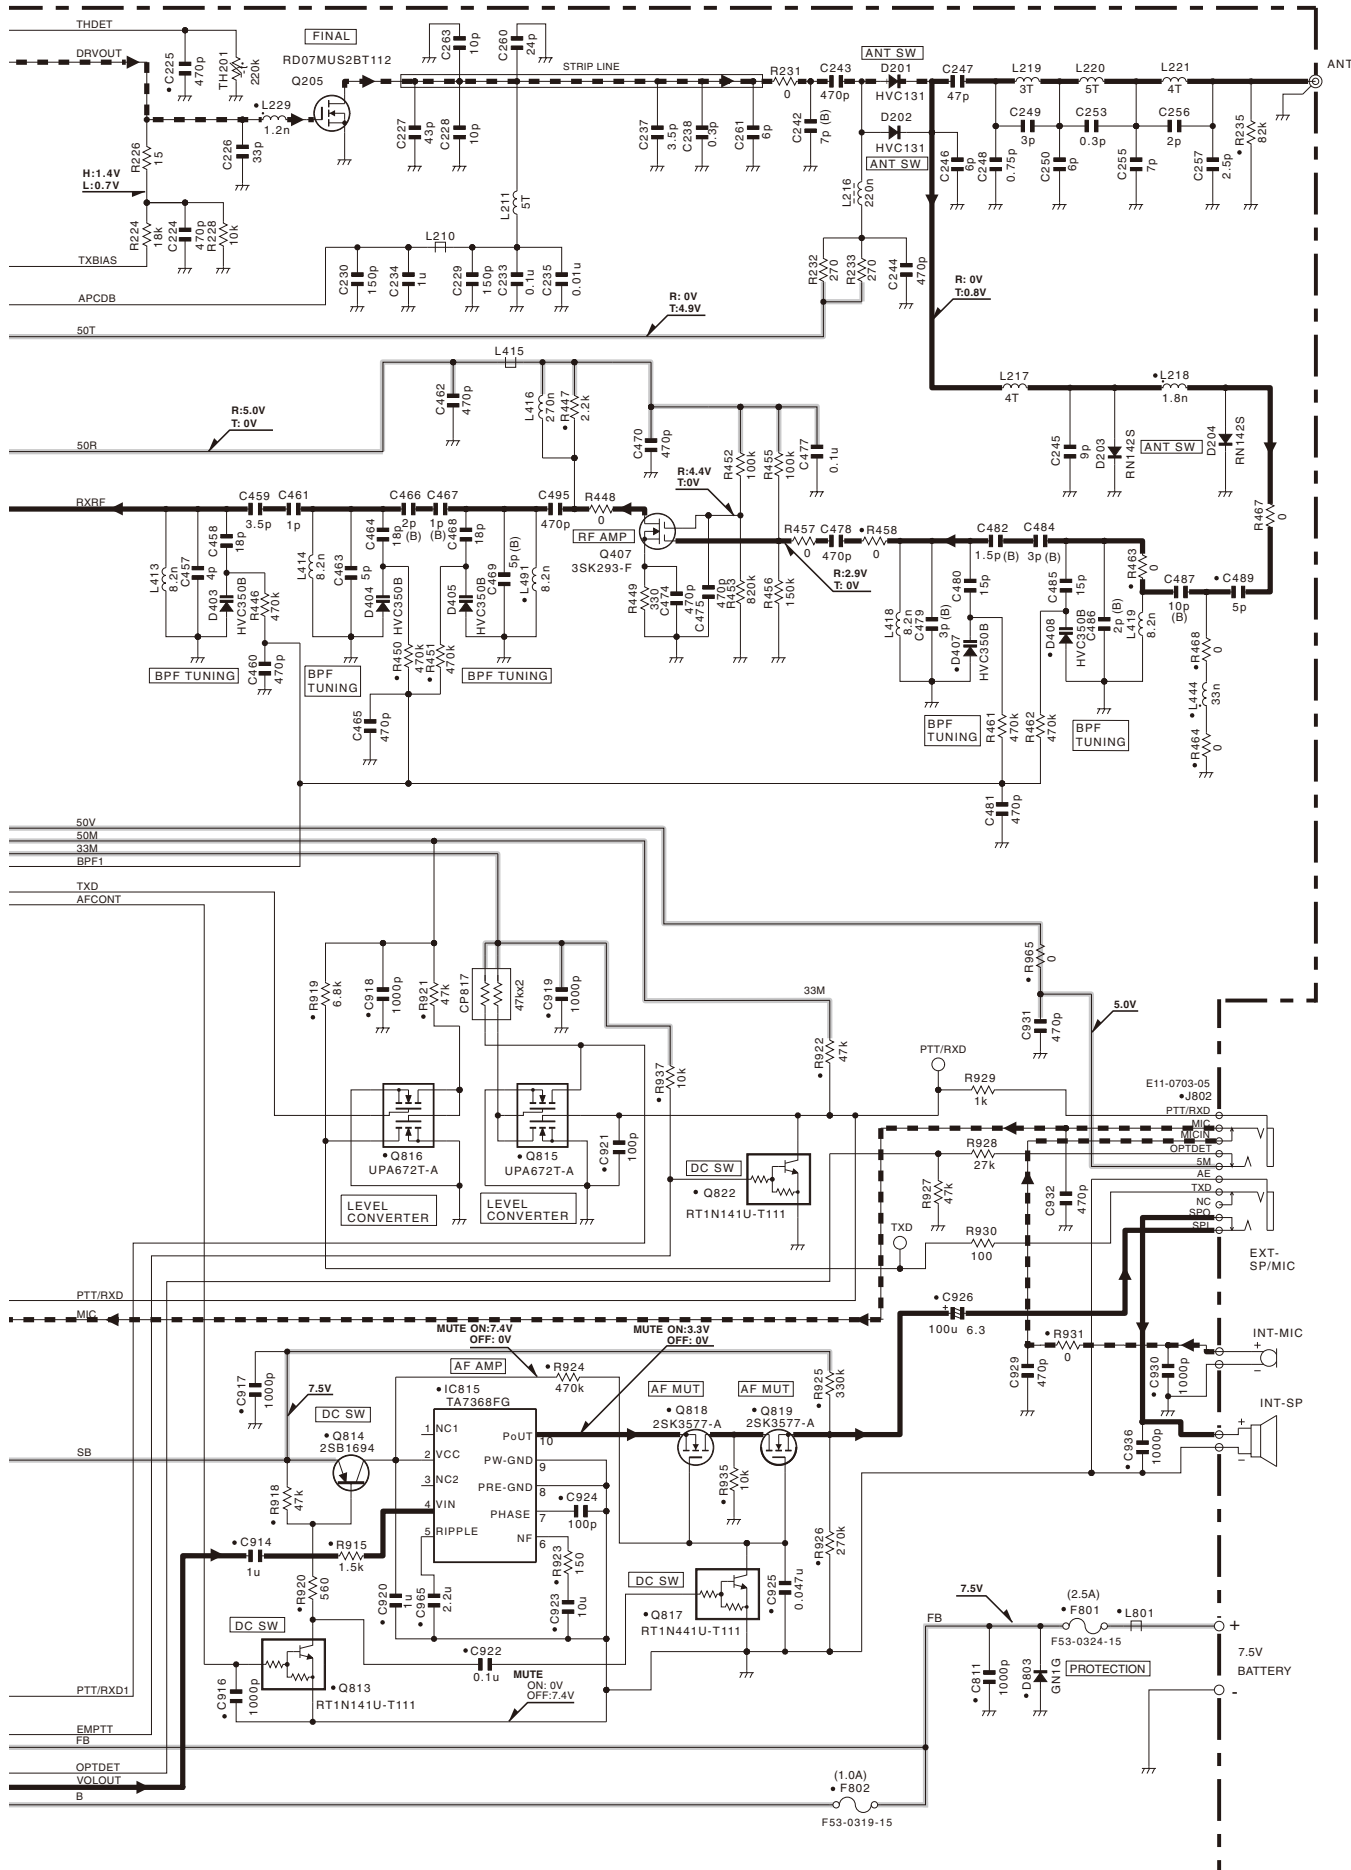 THDET
DRVOUT
C225
470p
TH201
220k
L229
1.2n
C226
33p
R226
15
H:1.4V
L:0.7V
R224
18k
C224
470p
R228
10k
TXBIAS
APCDB
50T
FINAL
RD07MUS2BT112
Q205
C263
10p
C260
24p
STRIP LINE
C227
43p
C228
10p
C237
3.5p
C238
0.3p
C261
6p
R231
0
C243
470p
C242
7p (B)
ANT SW
D201
HVC131
D202
HVC131
ANT SW
C247
47p
L219
3T
L220
5T
L221
4T
ANT
C249
3p
C253
0.3p
C256
2p
C246
6p
C248
0.75p
C250
6p
C255
7p
C257
2.5p
R235
82k
L211
5T
L210
C230
150p
C234
1u
C229
150p
C233
0.1u
C235
0.01u
L216
220n
R232
270
R233
270
C244
470p
R: 0V
T:4.9V
R: 0V
T:0.8V
L415
C462
470p
L416
270n
R447
2.2k
R:5.0V
T: 0V
50R
C470
470p
R452
100k
R455
100k
C477
0.1u
R:4.4V
T:0V
L217
4T
L218
1.8n
C245
9p
D203
RN142S
ANT SW
D204
RN142S
R467
0
RXRF
C459
3.5p
C461
1p
C466
2p
(B)
C467
1p
(B)
C495
470p
R448
0
RF AMP
Q407
3SK293-F
R457
0
C478
470p
R458
0
R:2.9V
T: 0V
C482
1.5p (B)
C484
3p (B)
R463
0
C487
10p
(B)
C489
5p
L413
8.2n
C457
4p
C458
18p
D403
HVC350B
R446
470k
C460
470p
L414
8.2n
C463
5p
C464
18p
D404
HVC350B
R450
470k
R451
470k
C468
18p
D405
HVC350B
C469
5p (B)
L491
8.2n
C465
470p
R449
330
C474
470p
C475
470p
R453
820k
R456
150k
L418
8.2n
C479
3p (B)
C480
15p
D407
HVC350B
R461
470k
R462
470k
C485
15p
D408
HVC350B
C486
2p (B)
L419
8.2n
R468
0
L444
33n
R464
0
BPF TUNING
BPF
TUNING
BPF TUNING
BPF
TUNING
BPF
TUNING
C481
470p
50V
50M
33M
BPF1
TXD
AFCONT
R919
6.8k
C918
1000p
R921
47k
CP817
47kx2
C919
1000p
33M
R965
0
C931
470p
5.0V
R937
10k
R922
47k
PTT/RXD
R929
1k
E11-0703-05
J802
PTT/RXD
MIC
MICIN
OPTDET
5M
AE
TXD
NC
SPO
SPI
EXT-
SP/MIC
Q816
UPA672T-A
LEVEL
CONVERTER
Q815
UPA672T-A
LEVEL
CONVERTER
C921
100p
DC SW
Q822
RT1N141U-T111
R928
27k
R927
47k
C932
470p
TXD
R930
100
PTT/RXD
MIC
C926
100u 6.3
R931
0
C929
470p
C930
1000p
INT-MIC
INT-SP
C936
1000p
MUTE ON:7.4V
OFF: 0V
MUTE ON:3.3V
OFF: 0V
C917
1000p
7.5V
AF AMP
R924
470k
IC815
TA7368FG
1 NC1
2 VCC
3 NC2
4 VIN
5 RIPPLE
PoUT 10
PW-GND 9
PRE-GND 8
PHASE 7
NF 6
AF MUT
Q818
2SK3577-A
AF MUT
Q819
2SK3577-A
R925
330k
R935
10k
R926
270k
DC SW
Q814
2SB1694
SB
R918
47k
C914
1u
R915
1.5k
R920
560
C920
1u
C965
2.2u
C924
100p
R923
150
C923
10u
DC SW
Q817
RT1N441U-T111
C925
0.047u
C922
0.1u
DC SW
Q813
RT1N141U-T111
C916
1000p
MUTE
ON: 0V
OFF:7.4V
PTT/RXD1
EMPTT
FB
OPTDET
VOLOUT
B
FB
7.5V
(2.5A)
F801
F53-0324-15
L801
+
7.5V
BATTERY
-
C811
1000p
D803
GN1G
PROTECTION
(1.0A)
F802
F53-0319-15